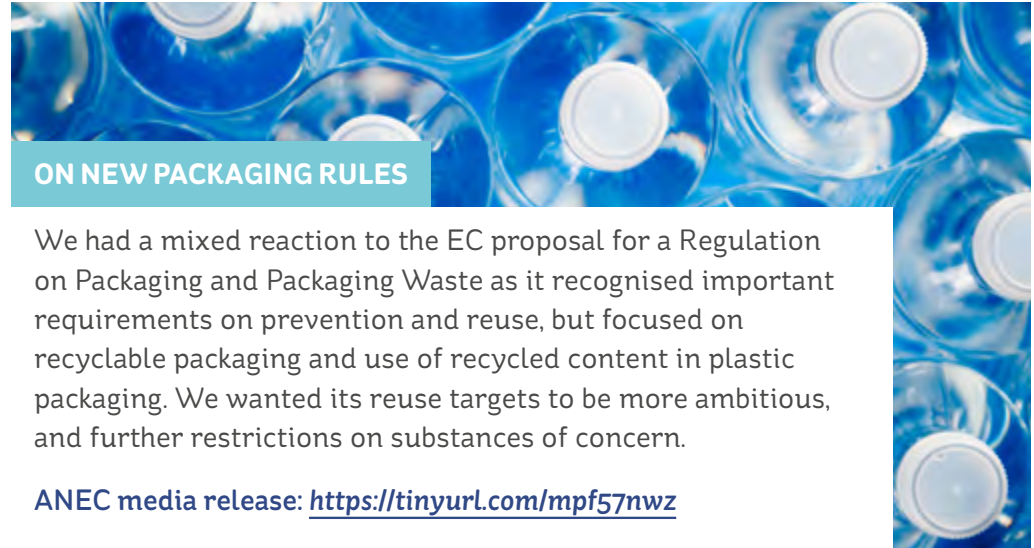 ON NEW PACKAGING RULES
We had a mixed reaction to the EC proposal for a Regulation
on Packaging and Packaging Waste as it recognised important
requirements on prevention and reuse, but focused on
recyclable packaging and use of recycled content in plastic
packaging. We wanted its reuse targets to be more ambitious,
and further restrictions on substances of concern.
ANEC media release: https://tinyurl.com/mpf57nwz